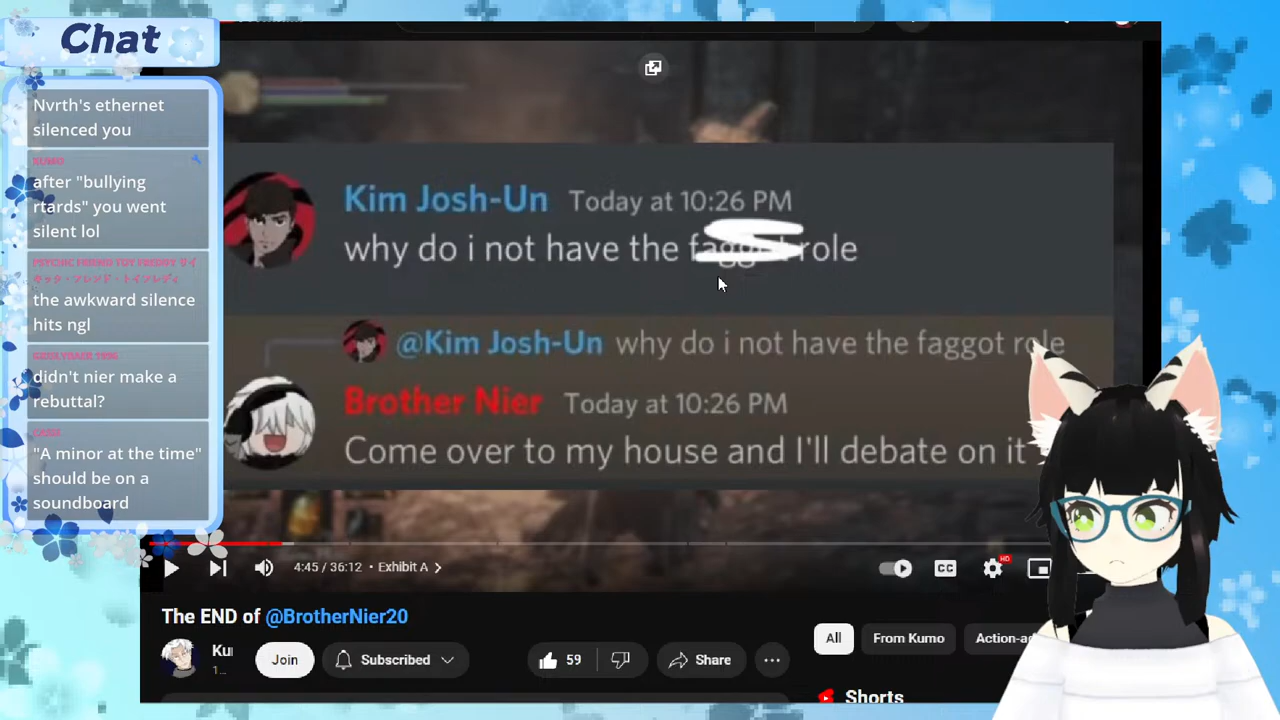 Chat
Nvrth's ethernet
silenced you
KUMO
after "bullying
rtards" you went
silent lol
the awkward silence
hits ngl
didn't nier make a
rebuttal?
"A minor at the time"
should be on a
soundboard
Kim Josh-Un Today at 10:26 PM
why do i not have the faggot role
@Kim Josh-Un why do i not have the faggot role
Brother Nier Today at 10:26 PM
Come over to my house and I'll debate on it
4:45 / 36:12 • Exhibit A
CC
HD
The END of @BrotherNier20
Join
Subscribed
59
Share
All
From Kumo
Shorts